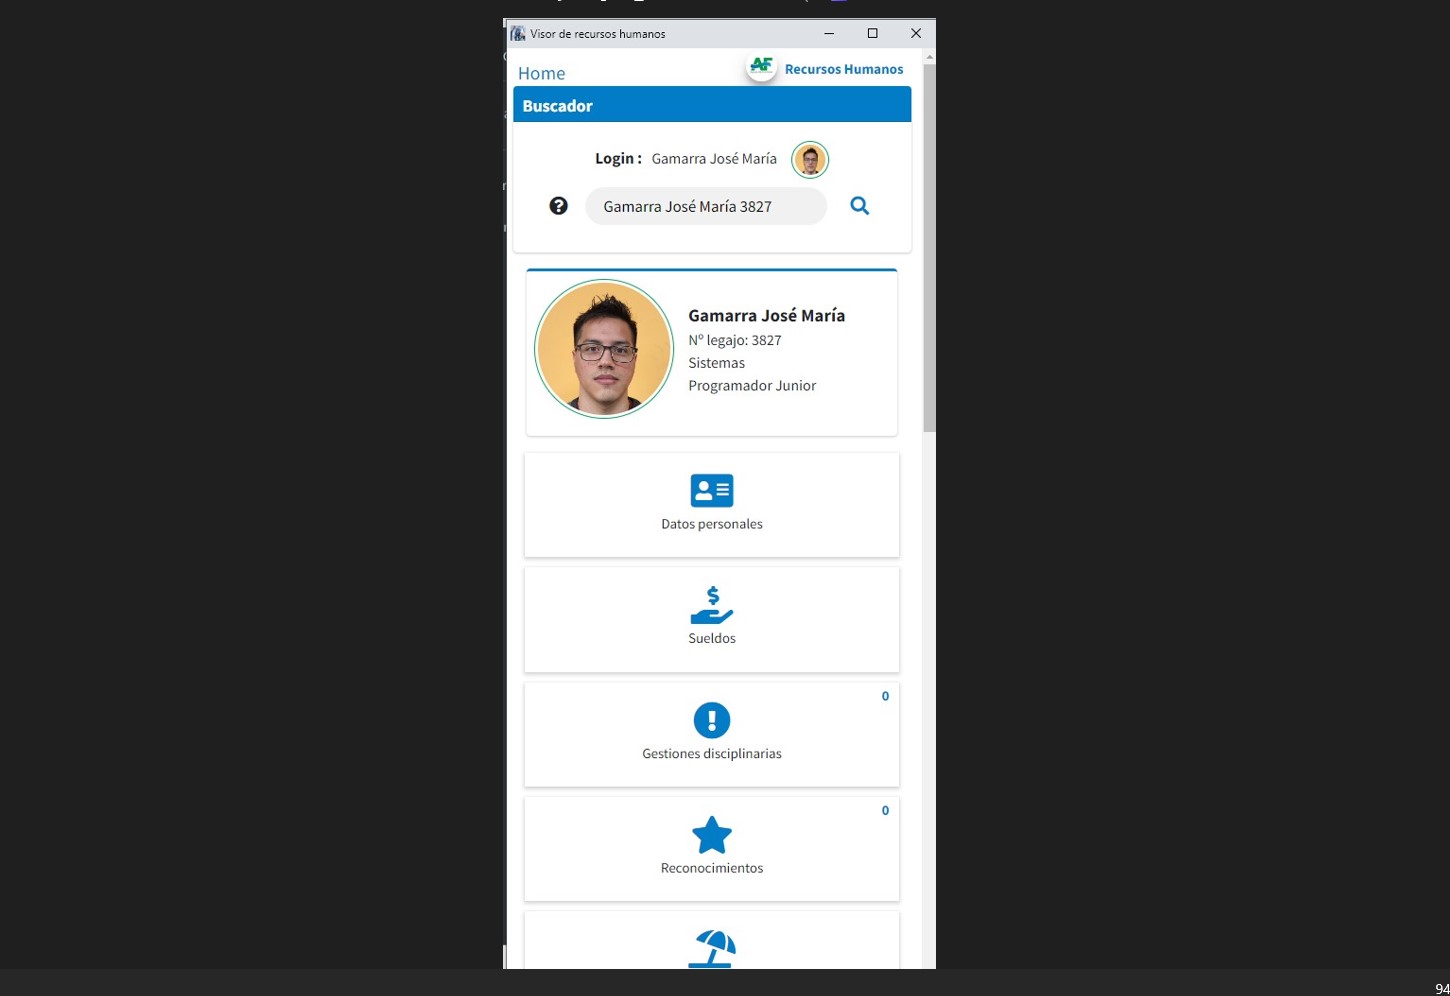 Visor de recursos humanos
Home
AF
Recursos Humanos
Buscador
Login : Gamarra José María
Gamarra José María 3827
Gamarra José María
Nº legajo: 3827
Sistemas
Programador Junior
Datos personales
Sueldos
0
Gestiones disciplinarias
0
Reconocimientos
94